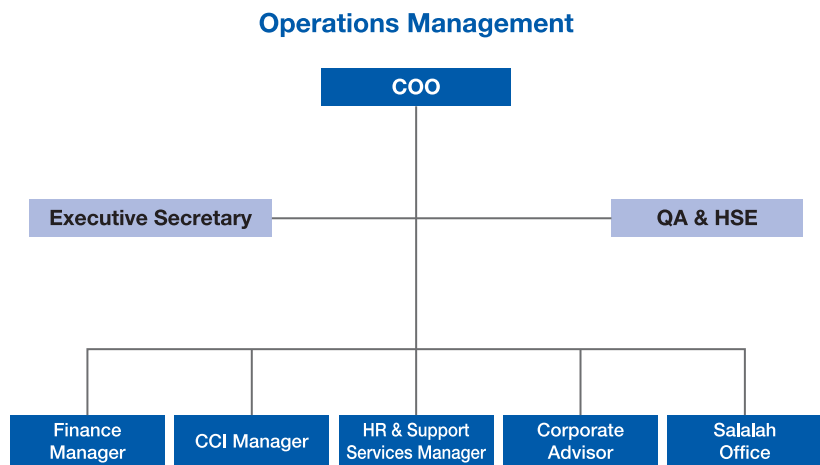 Operations Management
COO
Executive Secretary
QA & HSE
Finance
Manager
CCI Manager
HR & Support
Services Manager
Corporate
Advisor
Salalah
Office